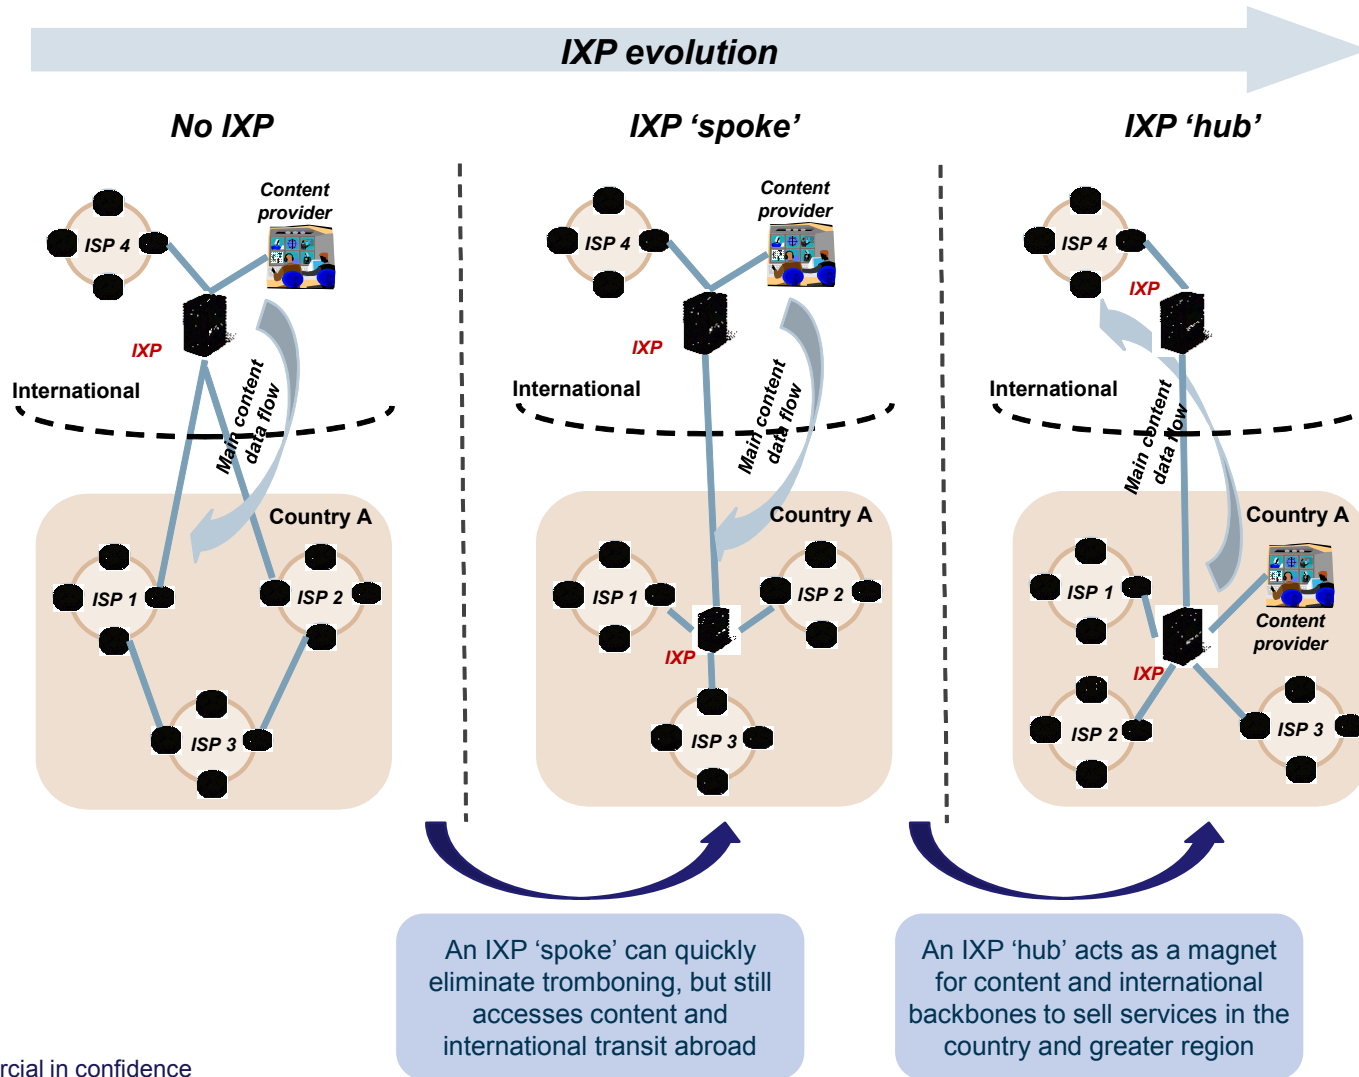 IXP evolution
No IXP
Content
provider
ISP 4
IXP
International
Main content
data flow
Country A
ISP 1
ISP 2
ISP 3
IXP ‘spoke’
Content
provider
ISP 4
IXP
International
Main content
data flow
Country A
ISP 1
ISP 2
IXP
ISP 3
IXP ‘hub’
ISP 4
IXP
International
Main content
data flow
Country A
ISP 1
Content
provider
IXP
ISP 2
ISP 3
An IXP ‘spoke’ can quickly
eliminate tromboning, but still
accesses content and
international transit abroad
An IXP ‘hub’ acts as a magnet
for content and international
backbones to sell services in the
country and greater region
rcial in confidence